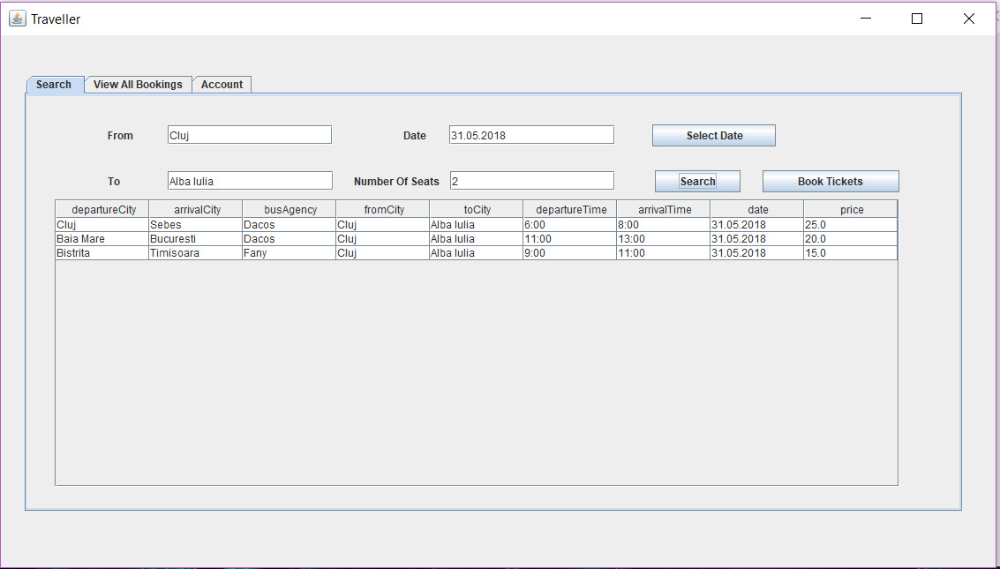 Traveller
Search View All Bookings Account
From Cluj Date 31.05.2018 Select Date
To Alba Iulia Number Of Seats 2 Search Book Tickets
departureCity arrivalCity busAgency fromCity toCity departureTime arrivalTime date price
Cluj Sebes Dacos Cluj Alba Iulia 6:00 8:00 31.05.2018 25.0
Baia Mare Bucuresti Dacos Cluj Alba Iulia 11:00 13:00 31.05.2018 20.0
Bistrita Timisoara Fany Cluj Alba Iulia 9:00 11:00 31.05.2018 15.0